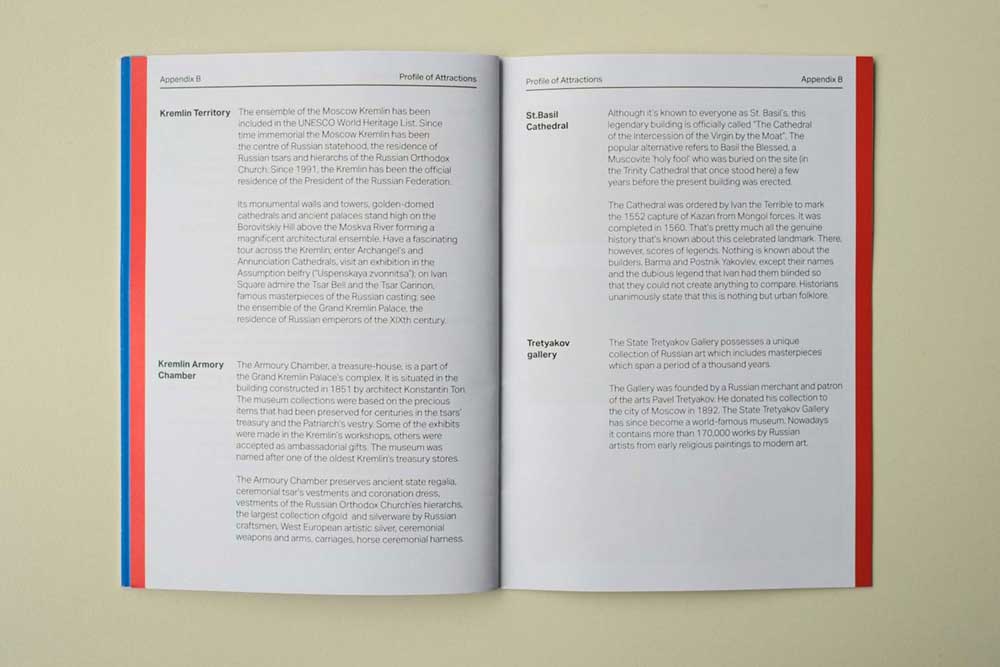 Appendix B
Profile of Attractions
Kremlin Territory
The ensemble of the Moscow Kremlin has been
included in the UNESCO World Heritage List. Since
time immemorial the Moscow Kremlin has been
the centre of Russian statehood, the residence of
Russian tsars and hierarchs of the Russian Orthodox
Church. Since 1991, the Kremlin has been the official
residence of the President of the Russian Federation.
Its monumental walls and towers, golden-domed
cathedrals and ancient palaces stand high on the
Borovitskiy Hill above the Moskva River forming a
magnificent architectural ensemble. Have a fascinating
tour across the Kremlin; enter Archangel's and
Annunciation Cathedrals, visit an exhibition in the
Assumption belfry ("Uspenskaya zvonnitsa"); on Ivan
Square admire the Tsar Bell and the Tsar Cannon,
famous masterpieces of the Russian casting; see
the ensemble of the Grand Kremlin Palace, the
residence of Russian emperors of the XIXth century.
Kremlin Armory
Chamber
The Armoury Chamber, a treasure-house, is a part of
the Grand Kremlin Palace's complex. It is situated in the
building constructed in 1851 by architect Konstantin Ton.
The museum collections were based on the precious
items that had been preserved for centuries in the tsars'
treasury and the Patriarch's vestry. Some of the exhibits
were made in the Kremlin's workshops, others were
accepted as ambassadorial gifts. The museum was
named after one of the oldest Kremlin's treasury stores.
The Armoury Chamber preserves ancient state regalia,
ceremonial tsar's vestments and coronation dress,
vestments of the Russian Orthodox Church'es hierarchs,
the largest collection ofgold and silverware by Russian
craftsmen, West European artistic silver, ceremonial
weapons and arms, carriages, horse ceremonial harness.
Profile of Attractions
Appendix B
St.Basil
Cathedral
Although it's known to everyone as St. Basil's, this
legendary building is officially called "The Cathedral
of the Intercession of the Virgin by the Moat". The
popular alternative refers to Basil the Blessed, a
Muscovite 'holy fool' who was buried on the site (in
the Trinity Cathedral that once stood here) a few
years before the present building was erected.
The Cathedral was ordered by Ivan the Terrible to mark
the 1552 capture of Kazan from Mongol forces. It was
completed in 1560. That's pretty much all the genuine
history that's known about this celebrated landmark. There,
however, scores of legends. Nothing is known about the
builders, Barma and Postnik Yakovlev, except their names
and the dubious legend that Ivan had them blinded so
that they could not create anything to compare. Historians
unanimously state that this is nothing but urban folklore.
Tretyakov
gallery
The State Tretyakov Gallery possesses a unique
collection of Russian art which includes masterpieces
which span a period of a thousand years.
The Gallery was founded by a Russian merchant and patron
of the arts Pavel Tretyakov. He donated his collection to
the city of Moscow in 1892. The State Tretyakov Gallery
has since become a world-famous museum. Nowadays
it contains more than 170,000 works by Russian
artists from early religious paintings to modern art.